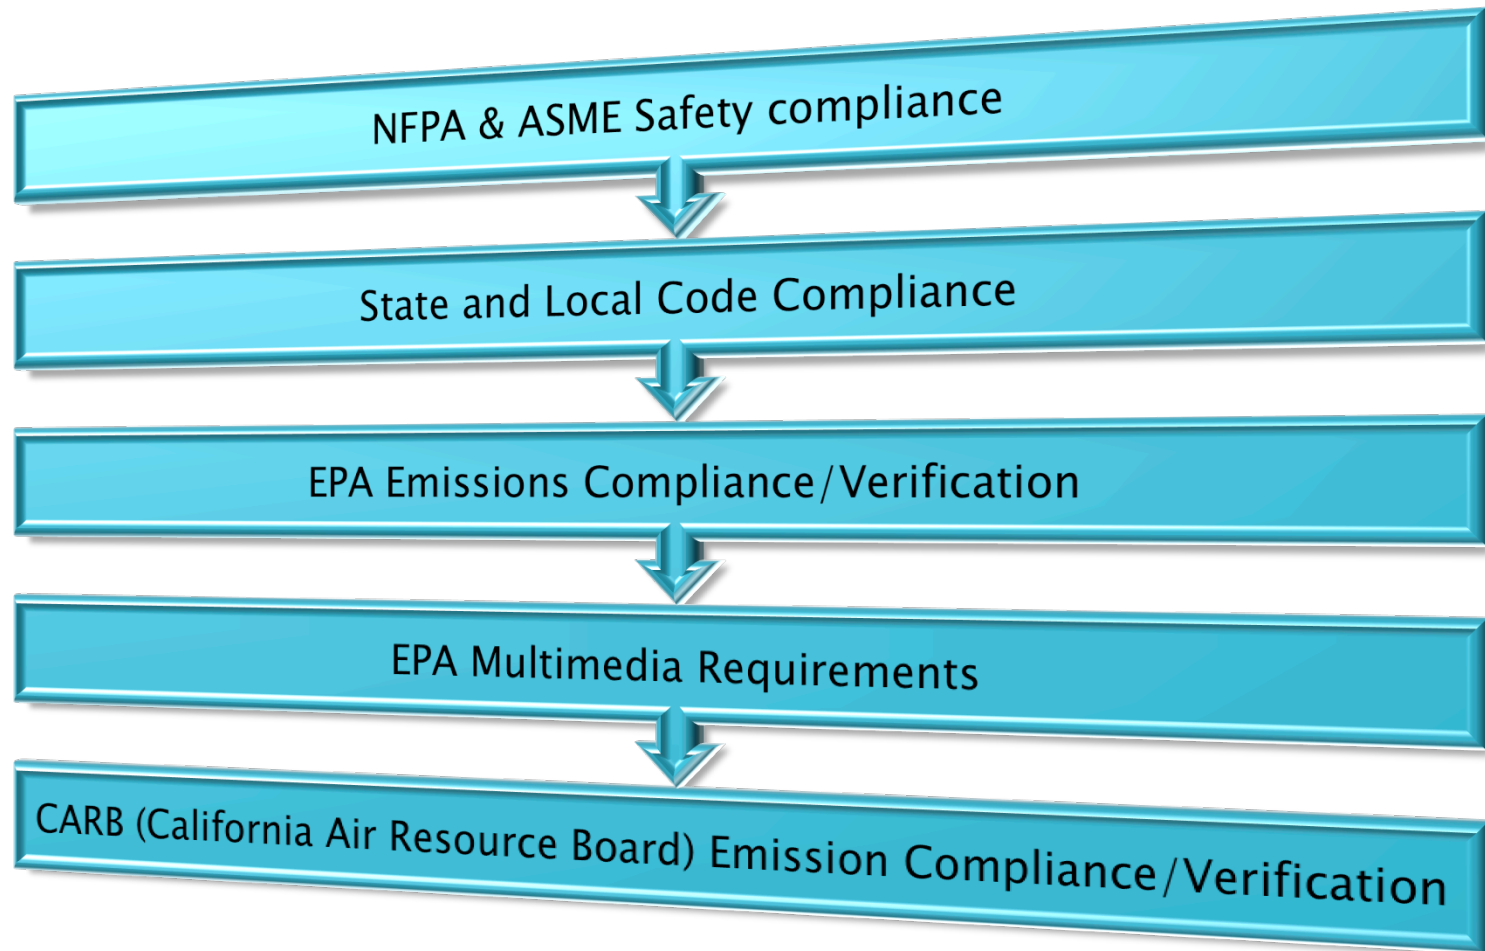 NFPA & ASME Safety compliance
State and Local Code Compliance
EPA Emissions Compliance/Verification
EPA Multimedia Requirements
CARB (California Air Resource Board) Emission Compliance/Verification